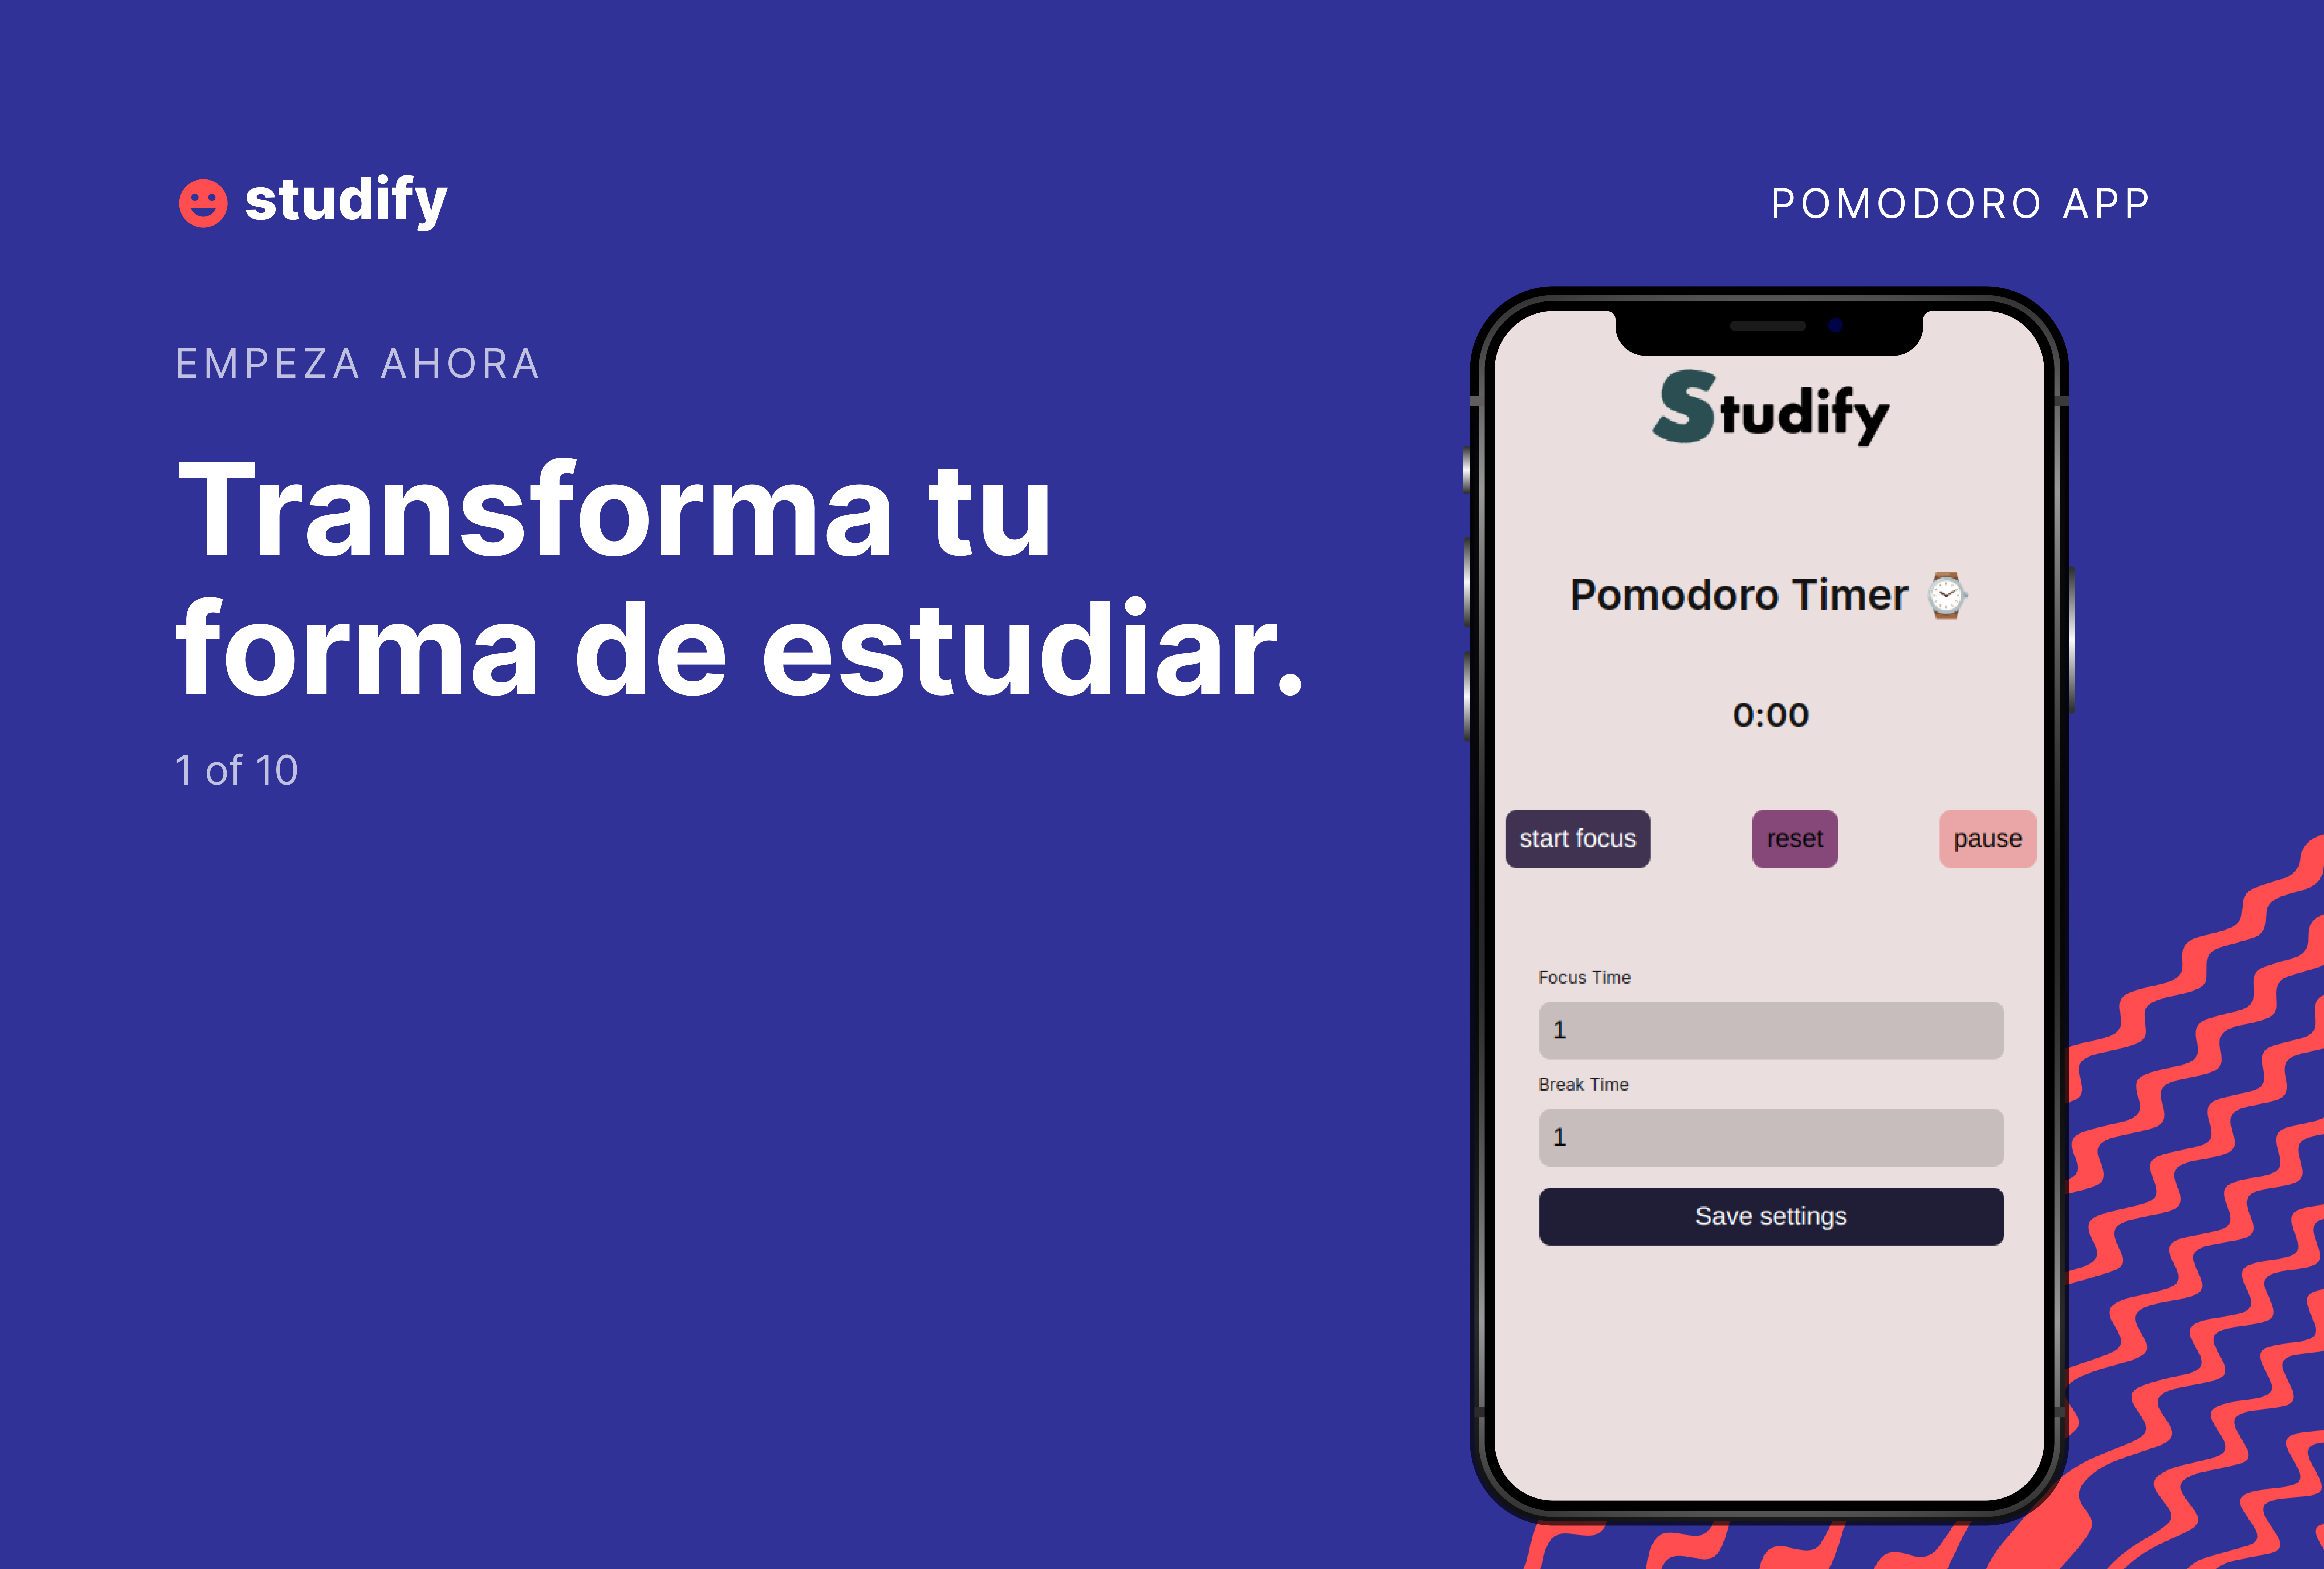 studify
POMODORO APP
EMPEZA AHORA
Transforma tu
forma de estudiar.
1 of 10
Studify
Pomodoro Timer ⌚
0:00
start focus
reset
pause
Focus Time
1
Break Time
1
Save settings